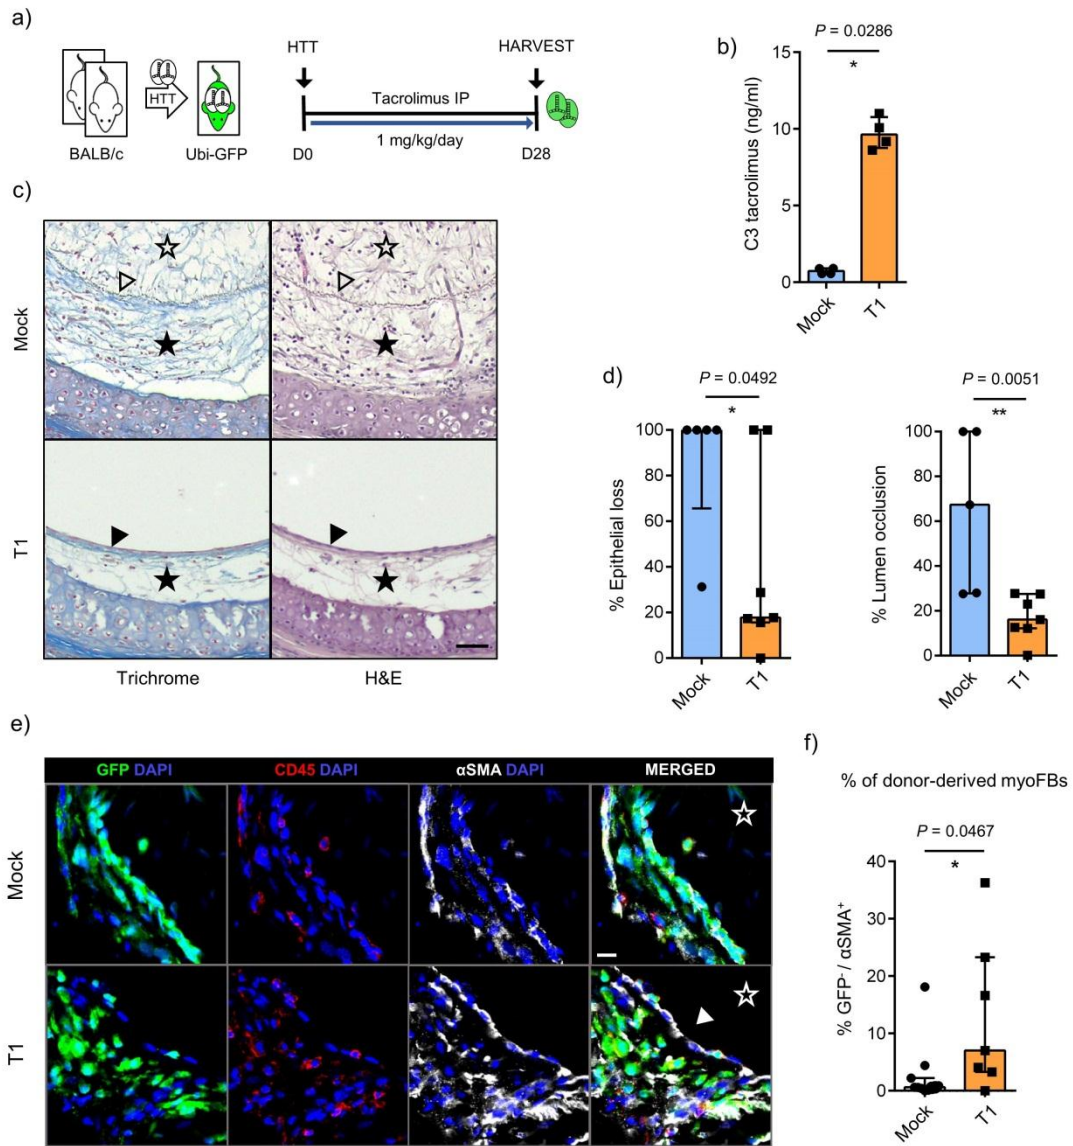 a)
HTT
BALB/c
Ubi-GFP
HTT
HARVEST
Tacrolimus IP
1 mg/kg/day
D0
D28
b)
P = 0.0286
*
C3 tacrolimus (ng/ml)
15
10
5
0
Mock
T1
c)
Mock
T1
Trichrome
H&E
d)
P = 0.0492
*
% Epithelial loss
100
80
60
40
20
0
Mock
T1
P = 0.0051
**
% Lumen occlusion
100
80
60
40
20
0
Mock
T1
e)
GFP DAPI
CD45 DAPI
αSMA DAPI
MERGED
Mock
T1
f)
% of donor-derived myoFBs
P = 0.0467
*
% GFP⁻ / αSMA⁺
40
30
20
10
0
Mock
T1